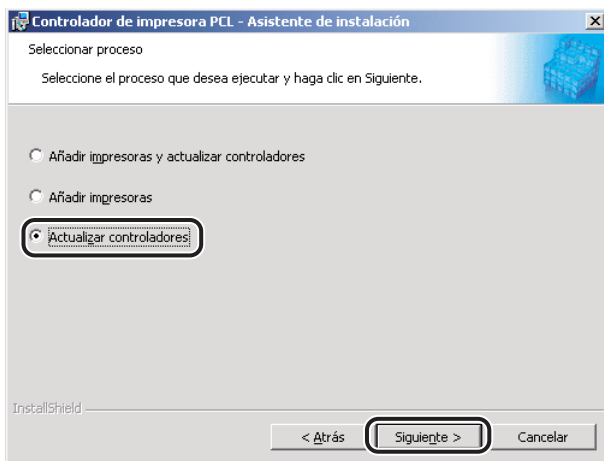 Controlador de impresora PCL - Asistente de instalación
Seleccionar proceso
Seleccione el proceso que desea ejecutar y haga clic en Siguiente.
Añadir impresoras y actualizar controladores
Añadir impresoras
Actualizar controladores
InstallShield
< Atrás Siguiente > Cancelar